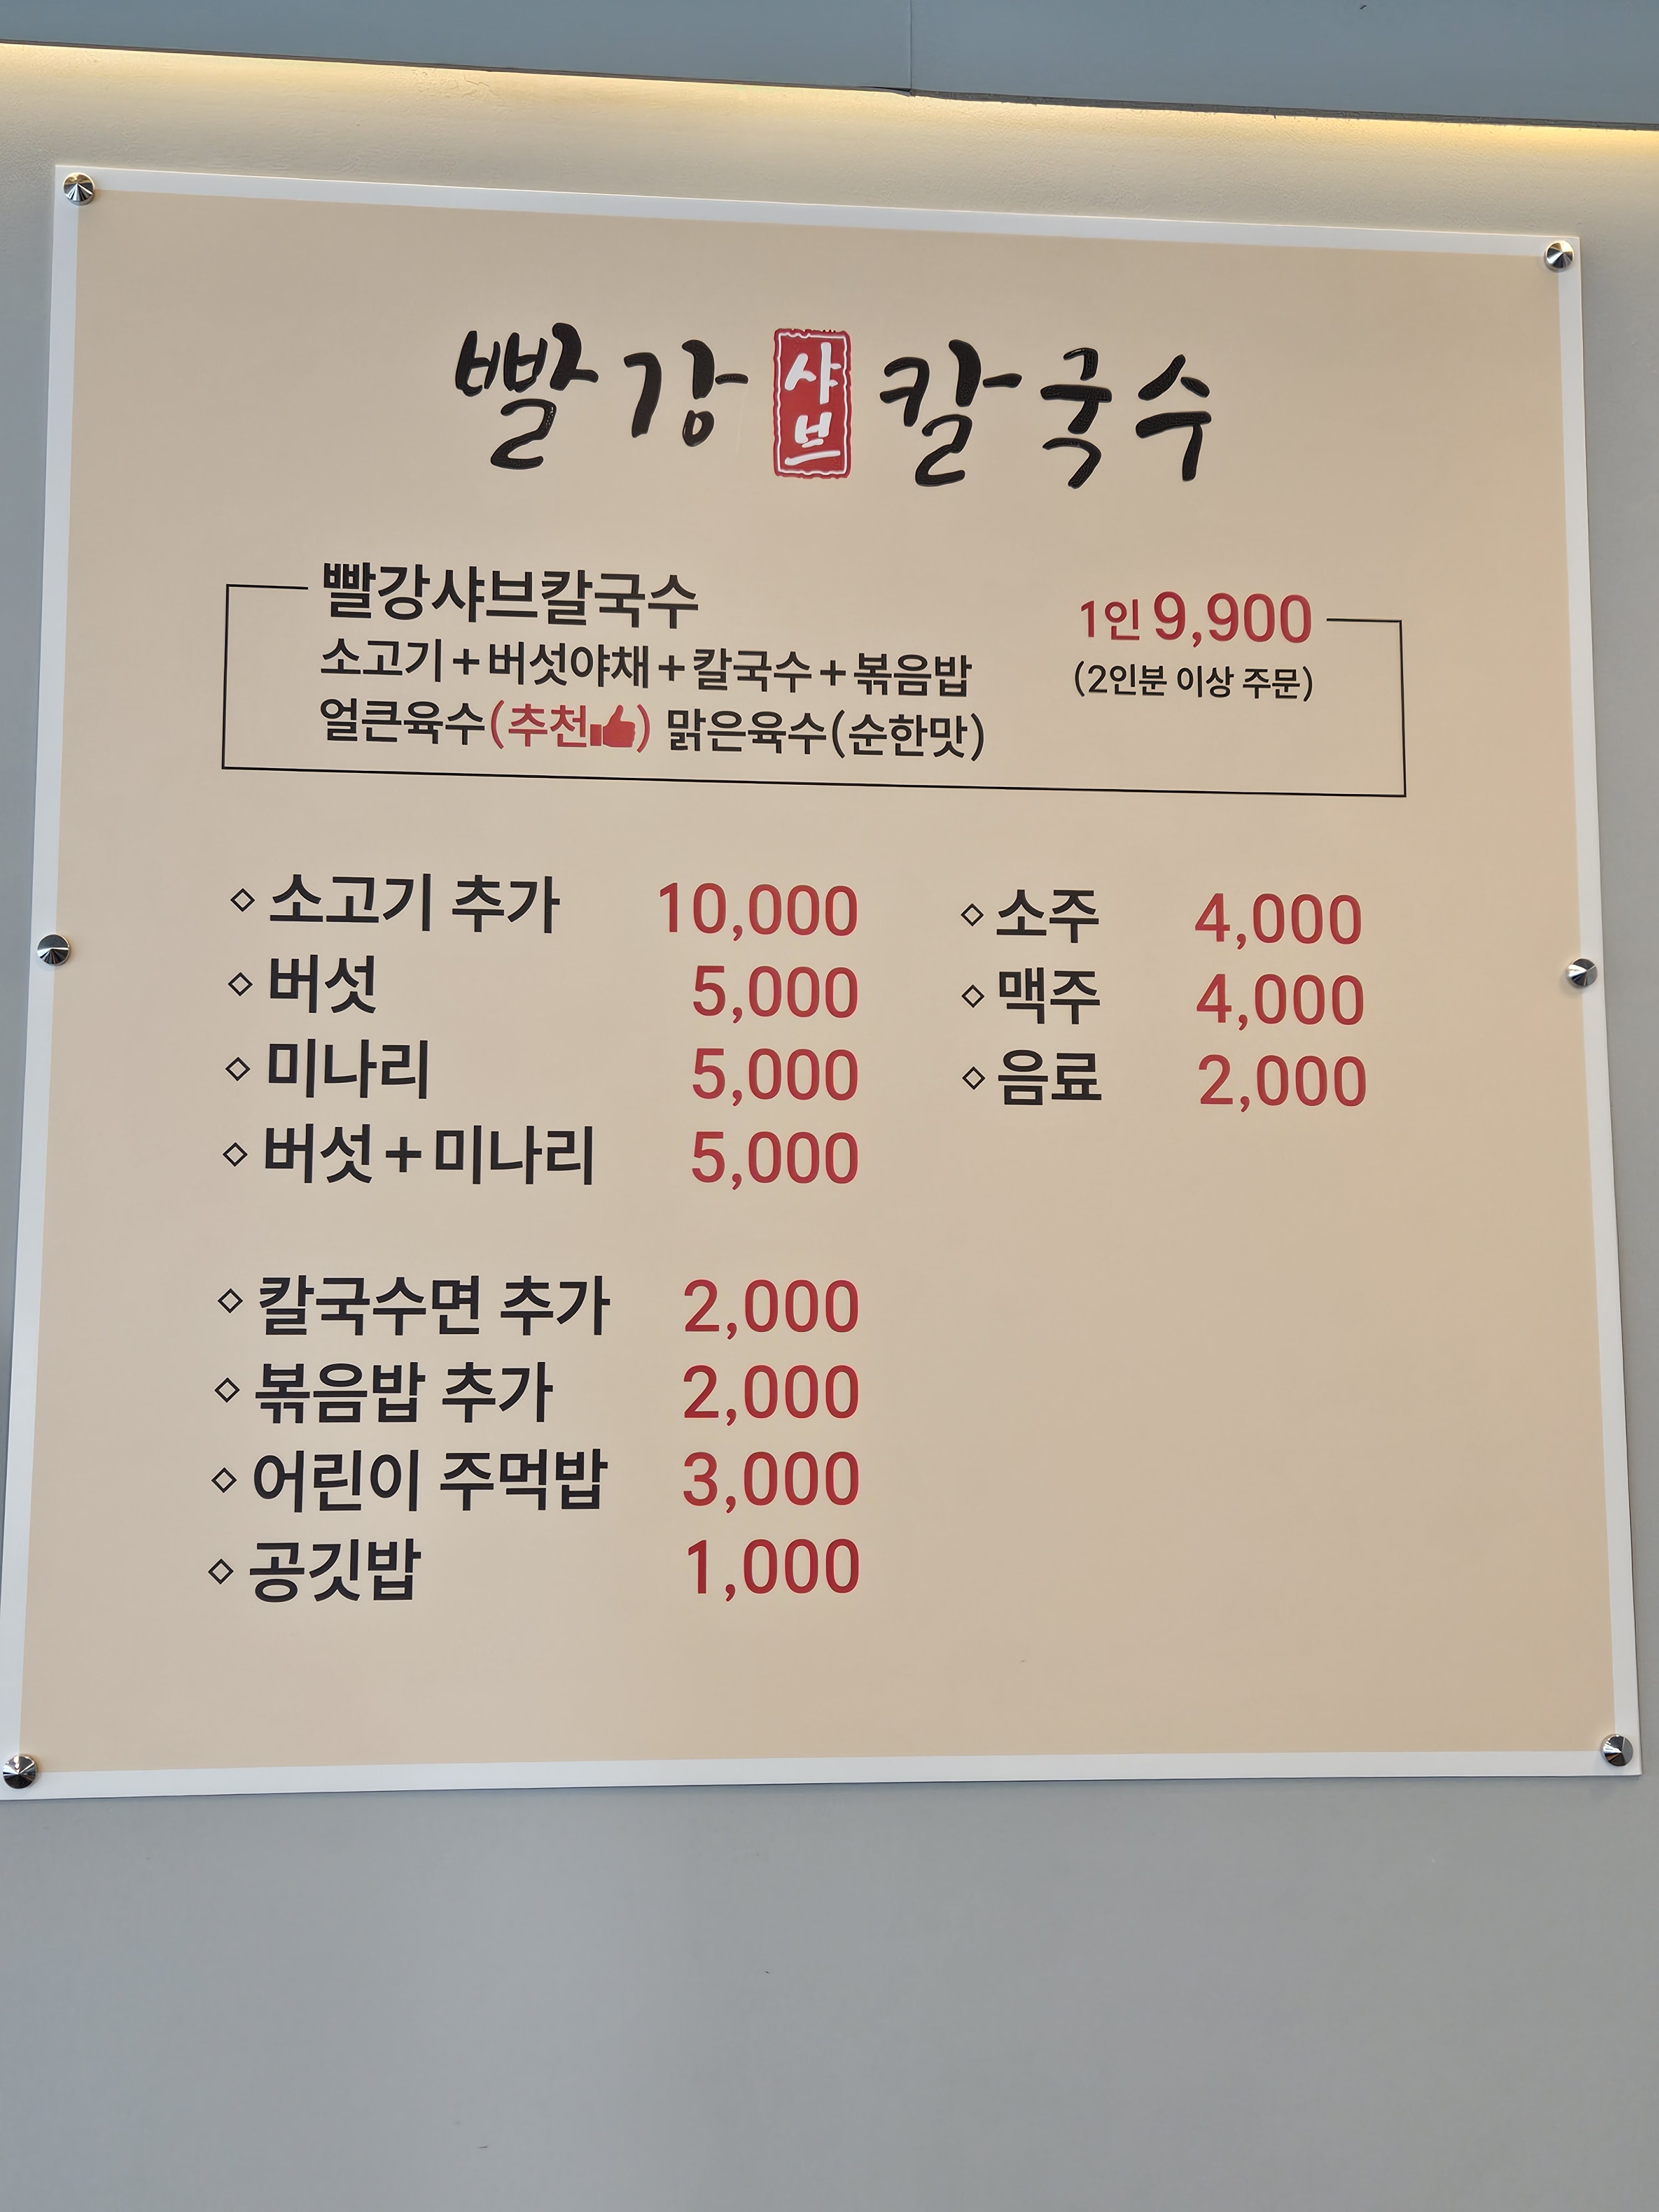 빨강샤브칼국수
빨강샤브칼국수 1인 9,900
소고기+버섯야채+칼국수+볶음밥 (2인분 이상 주문)
얼큰육수(추천👍) 맑은육수(순한맛)
◇ 소고기 추가 10,000
◇ 버섯 5,000
◇ 미나리 5,000
◇ 버섯+미나리 5,000
◇ 칼국수면 추가 2,000
◇ 볶음밥 추가 2,000
◇ 어린이 주먹밥 3,000
◇ 공깃밥 1,000
◇ 소주 4,000
◇ 맥주 4,000
◇ 음료 2,000